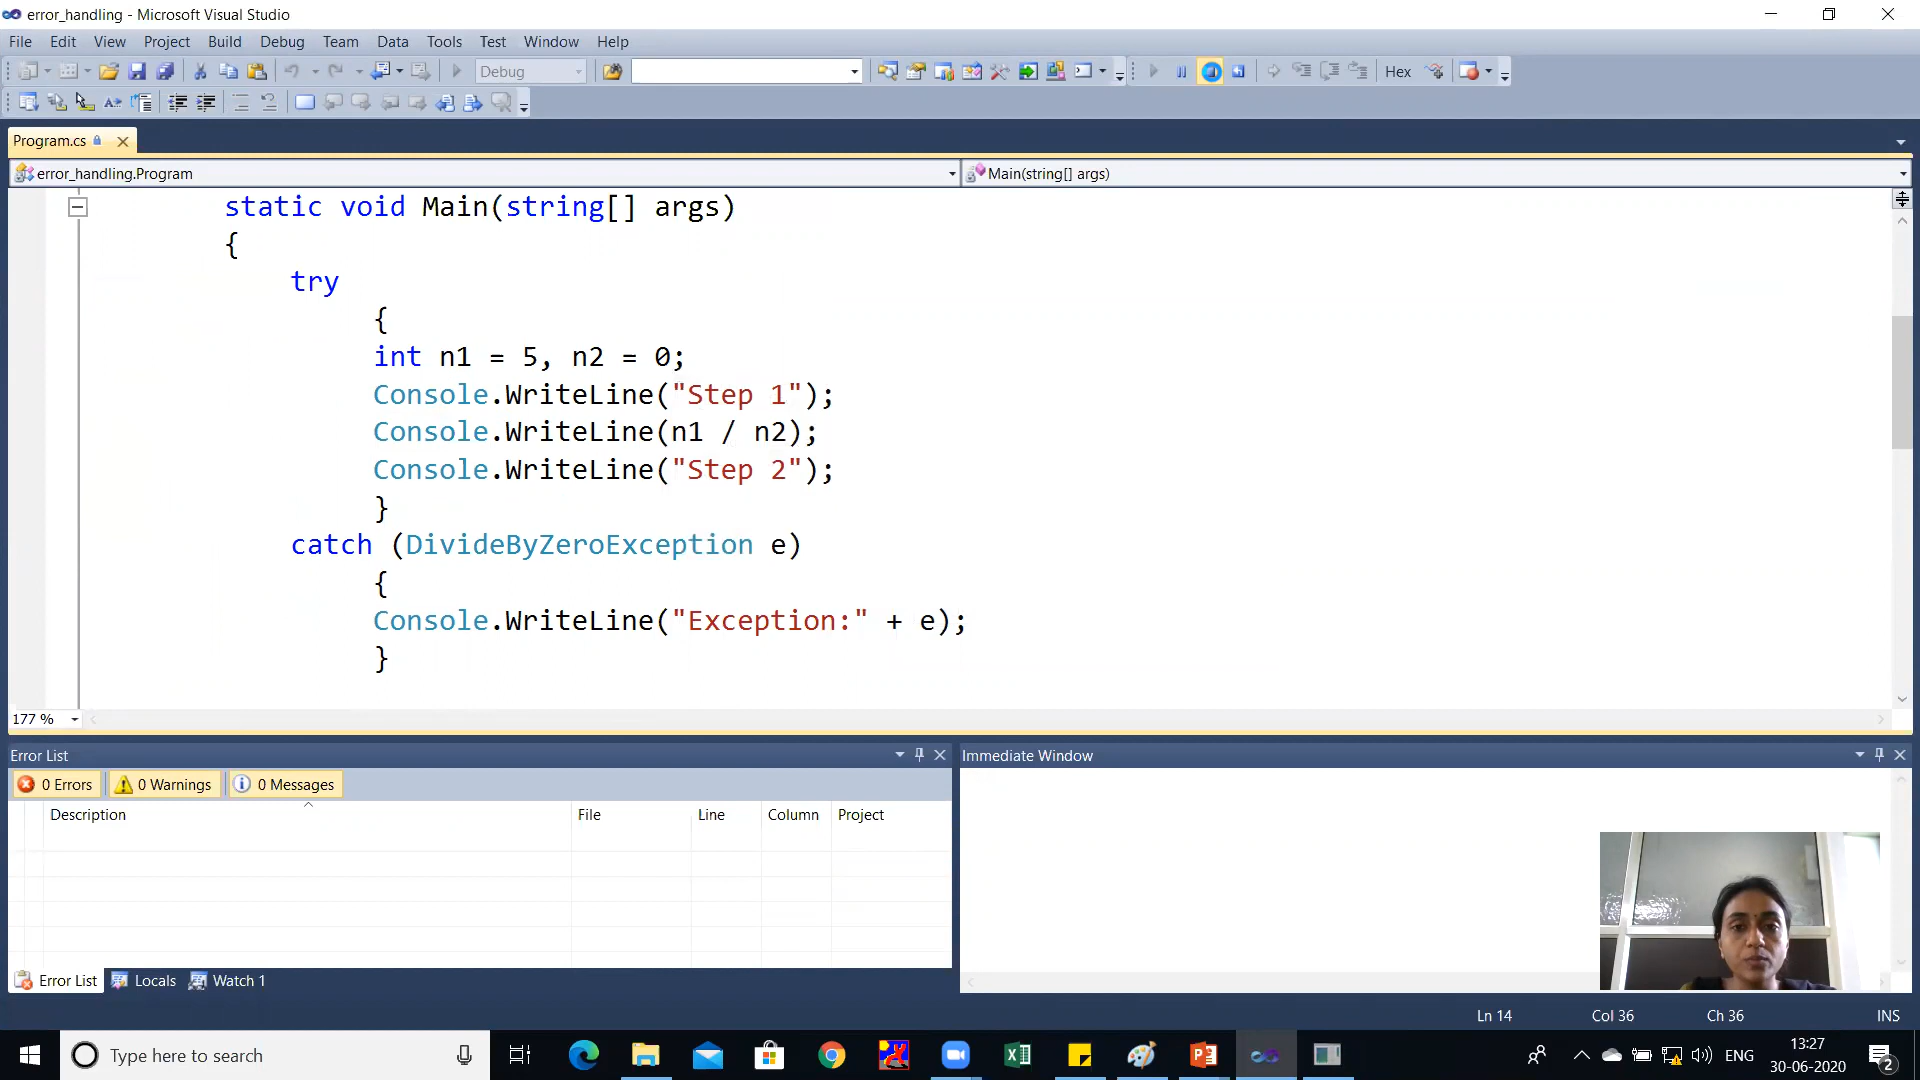 error_handling - Microsoft Visual Studio
File Edit View Project Build Debug Team Data Tools Test Window Help
Debug Hex
Program.cs
error_handling.Program Main(string[] args)
static void Main(string[] args)
{
try
{
int n1 = 5, n2 = 0;
Console.WriteLine("Step 1");
Console.WriteLine(n1 / n2);
Console.WriteLine("Step 2");
}
catch (DivideByZeroException e)
{
Console.WriteLine("Exception:" + e);
}
177 %
Error List
0 Errors 0 Warnings 0 Messages
Description File Line Column Project
Error List Locals Watch 1
Immediate Window
Ln 14 Col 36 Ch 36 INS
Type here to search
ENG
13:27
30-06-2020
2